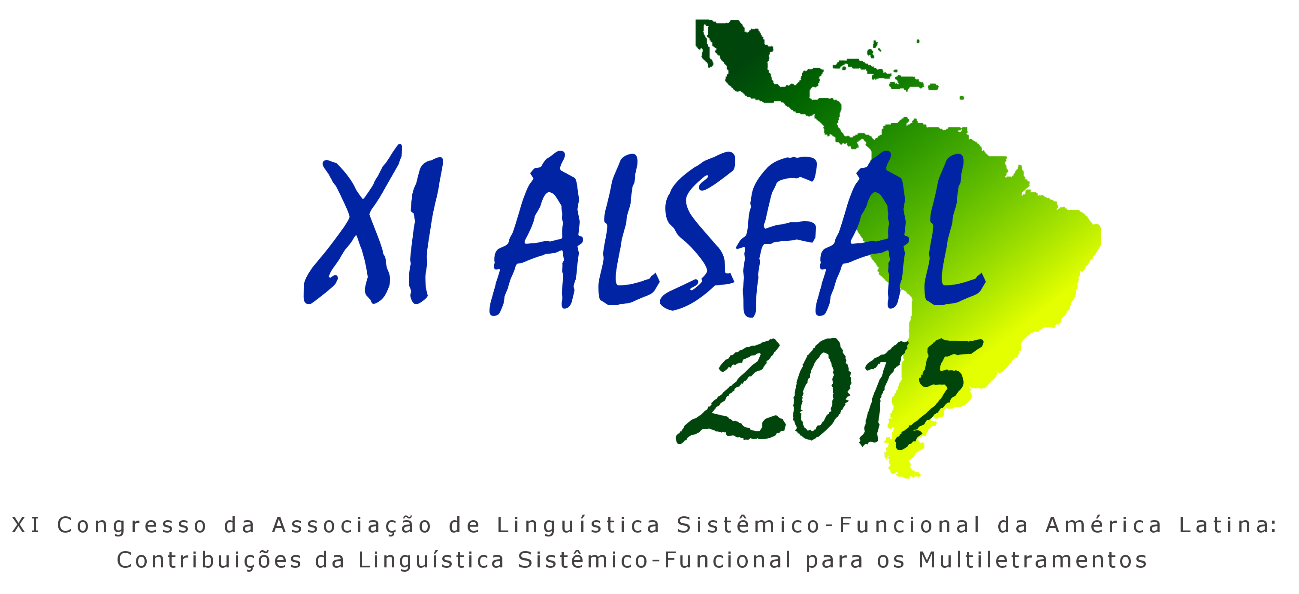 XI ALSFAL
2015
XI Congresso da Associação de Linguística Sistêmico-Funcional da América Latina:
Contribuições da Linguística Sistêmico-Funcional para os Multiletramentos